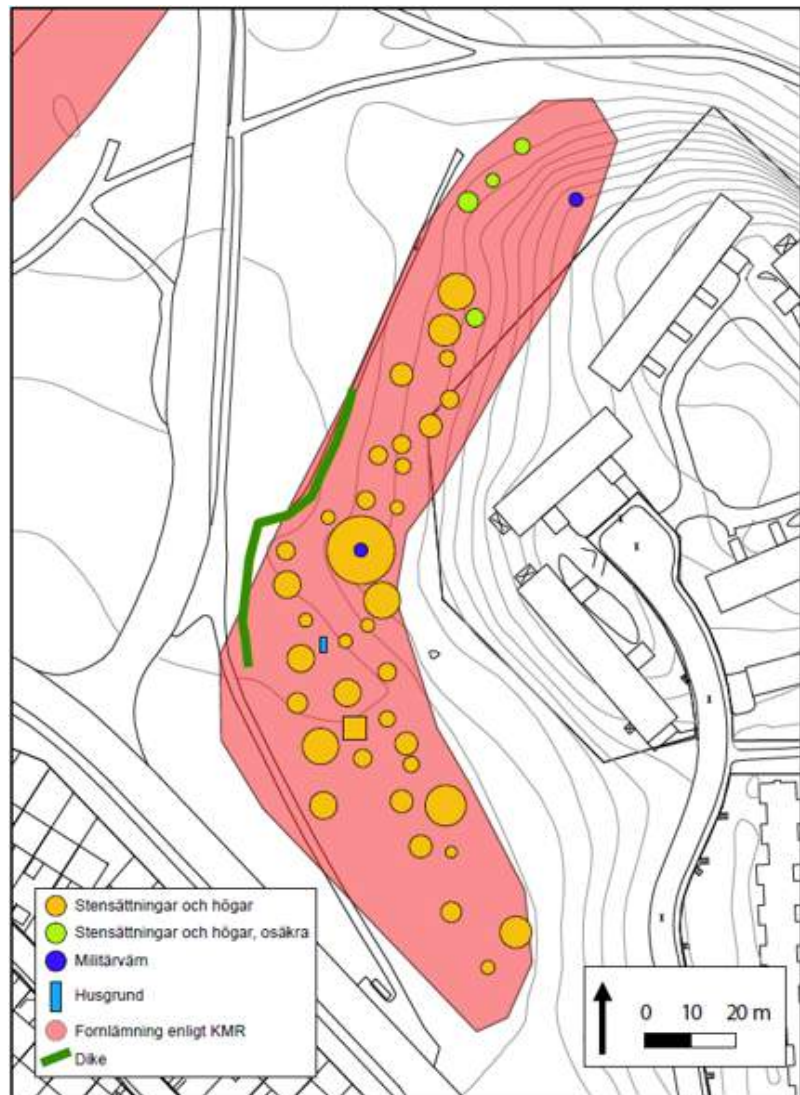 Stensättningar och högar
Stensättningar och högar, osäkra
Militärvärn
Husgrund
Fornlämning enligt KMR
Dike
0 10 20 m